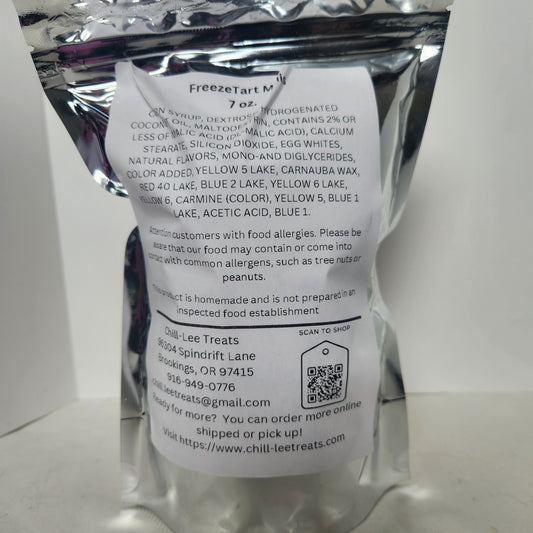 FreezeTart
7 oz.
CORN SYRUP, DEXTROSE, HYDROGENATED
COCONUT OIL, MALTODEXTRIN, CONTAINS 2% OR
LESS OF MALIC ACID MALIC ACID), CALCIUM
STEARATE, SILICON DIOXIDE, EGG WHITES,
NATURAL FLAVORS, MONO-AND DIGLYCERIDES,
COLOR ADDED, YELLOW 5 LAKE, CARNAUBA WAX,
RED 40 LAKE, BLUE 2 LAKE, YELLOW 6 LAKE,
YELLOW 6, CARMINE (COLOR), YELLOW 5, BLUE 1
LAKE, ACETIC ACID, BLUE 1.
Attention customers with food allergies. Please be
aware that our food may contain or come into
contact with common allergens, such as tree nuts or
peanuts.
This product is homemade and is not prepared in an
inspected food establishment
SCAN TO SHOP
Chill-Lee Treats
96304 Spindrift Lane
Brookings, OR 97415
916-949-0776
chill.leetreats@gmail.com
Ready for more? You can order more online
shipped or pick up!
Visit https://www.chill-leetreats.com